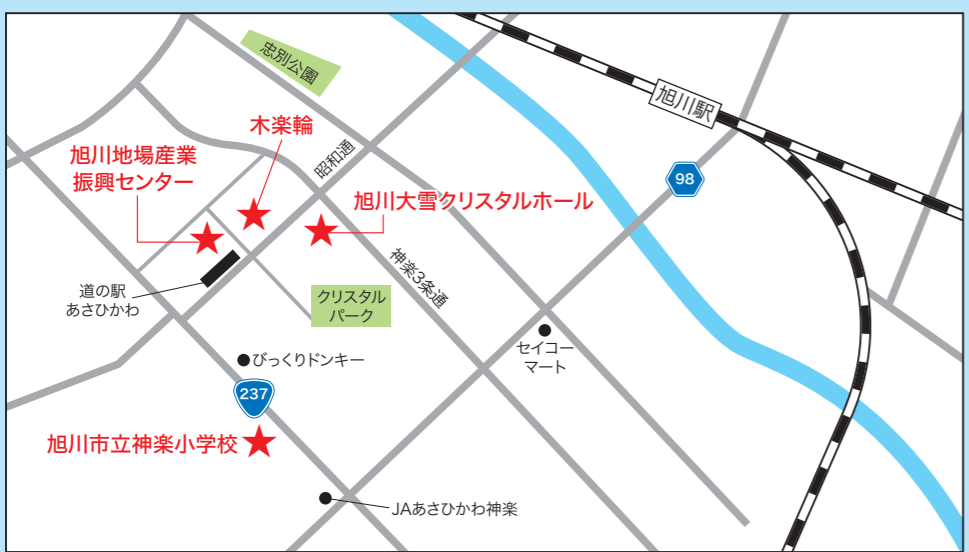 忠別公園
旭川駅
木楽輪
昭和通
旭川地場産業
振興センター
98
旭川大雪クリスタルホール
神楽3条通
道の駅
あさひかわ
クリスタル
パーク
セイコー
マート
びっくりドンキー
237
旭川市立神楽小学校
JAあさひかわ神楽